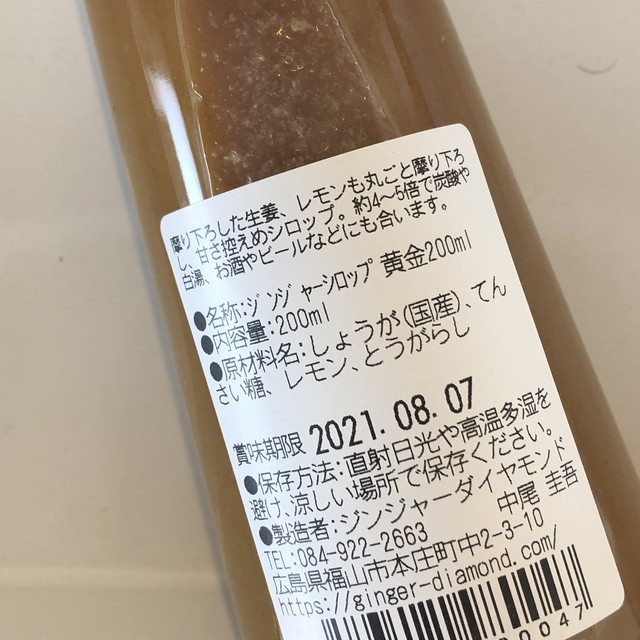 摩り下ろした生姜、レモンも丸ごと摩り下ろ
し、甘さ控えめシロップ。約4〜5倍で炭酸や
白湯、お酒やビールなどにも合います。
●名称:ジンジャーシロップ 黄金200ml
●内容量:200ml
●原材料名:しょうが(国産)、てん
さい糖、レモン、とうがらし
賞味期限 2021.08.07
●保存方法:直射日光や高温多湿を
避け、涼しい場所で保存ください。
●製造者:ジンジャーダイヤモンド
中尾 圭吾
TEL:084-922-2663
広島県福山市本庄町中2-3-10
https://ginger-diamond.com/
0047